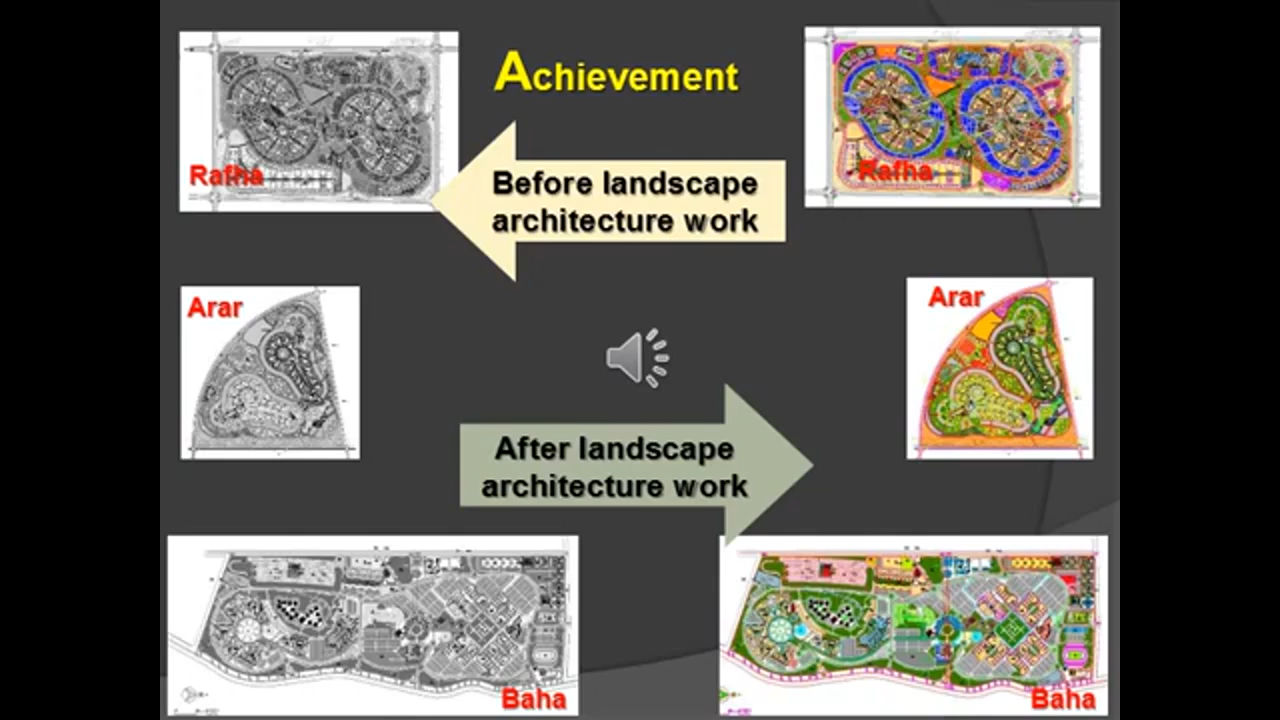 Achievement
Rafha
Rafha
Before landscape
architecture work
Arar
Arar
After landscape
architecture work
Baha
Baha